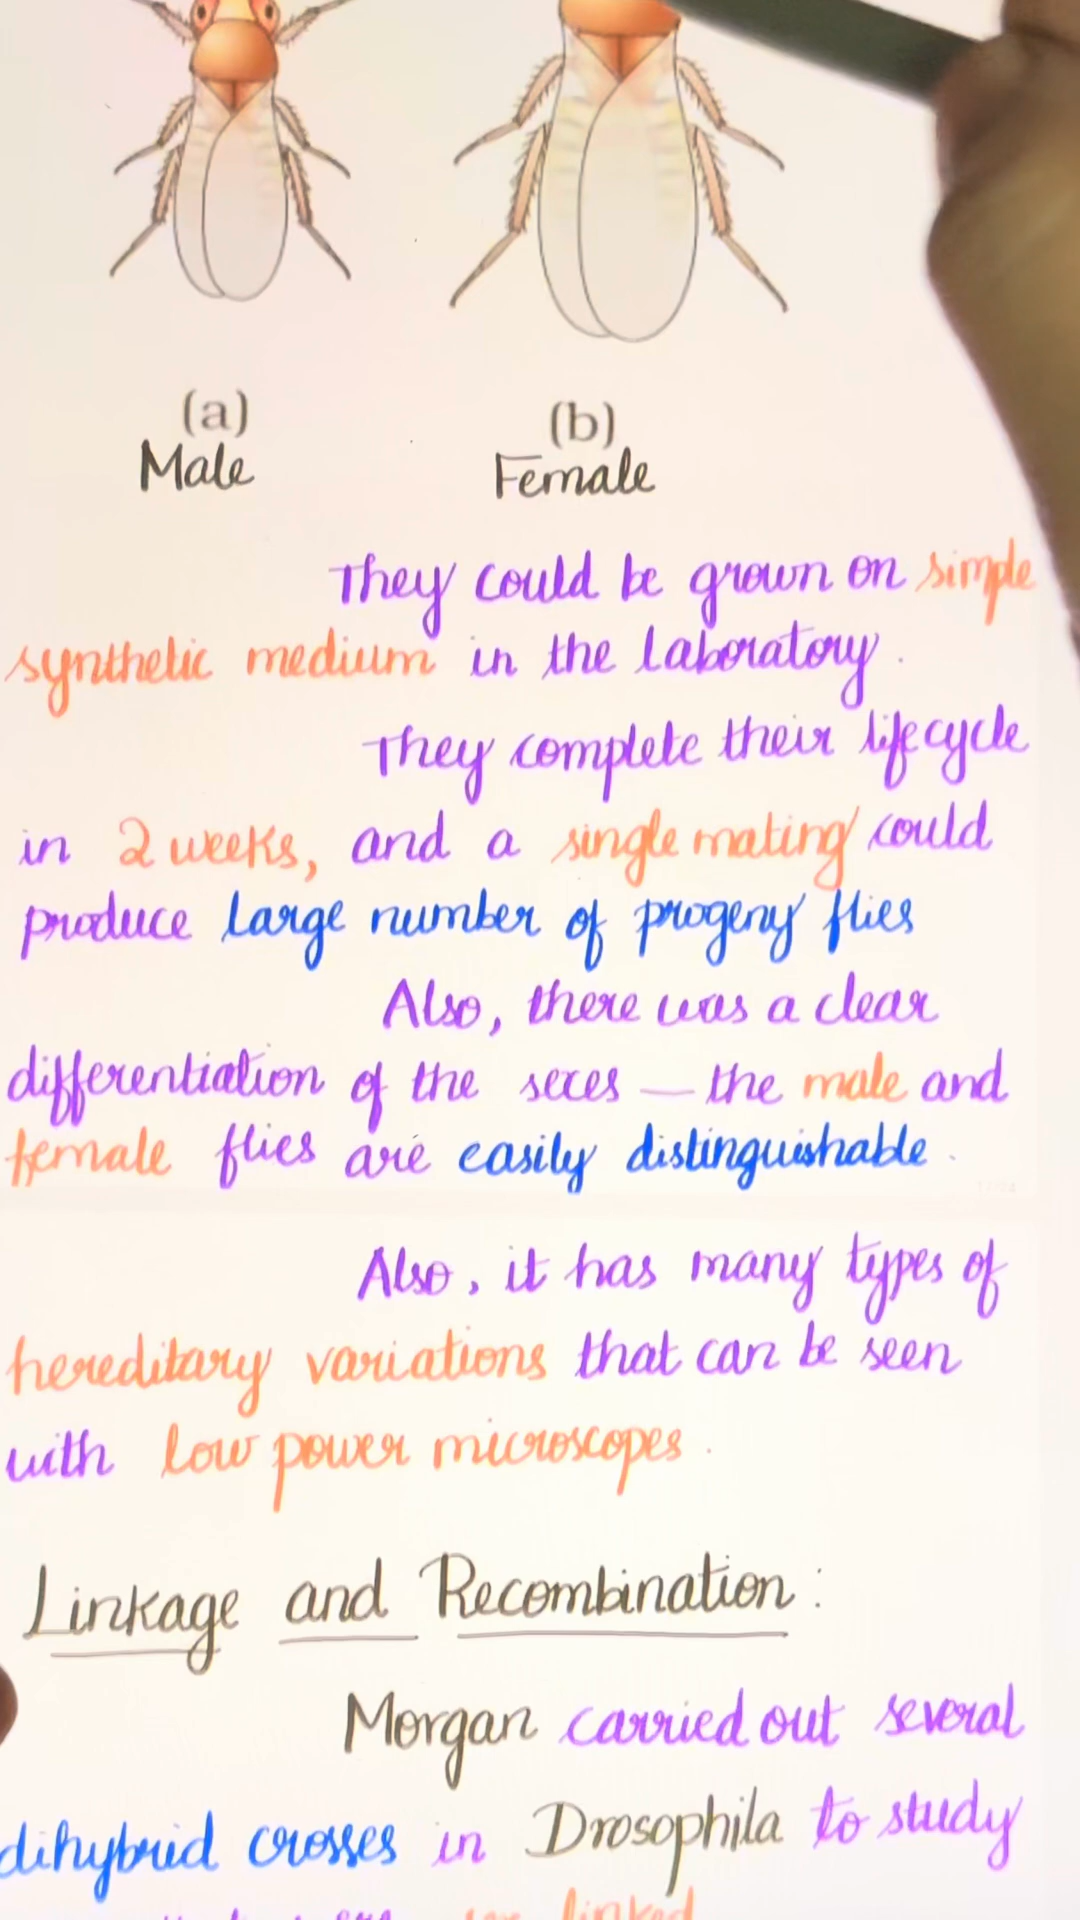 (a)
Male
(b)
Female
They could be grown on simple
synthetic medium in the laboratory.
They complete their lifecycle
in 2 weeks, and a single mating could
produce large number of progeny flies
Also, there was a clear
differentiation of the sexes — the male and
female flies are easily distinguishable.
Also, it has many types of
hereditary variations that can be seen
with low power microscopes.
Linkage and Recombination:
Morgan carried out several
dihybrid crosses in Drosophila to study
linked